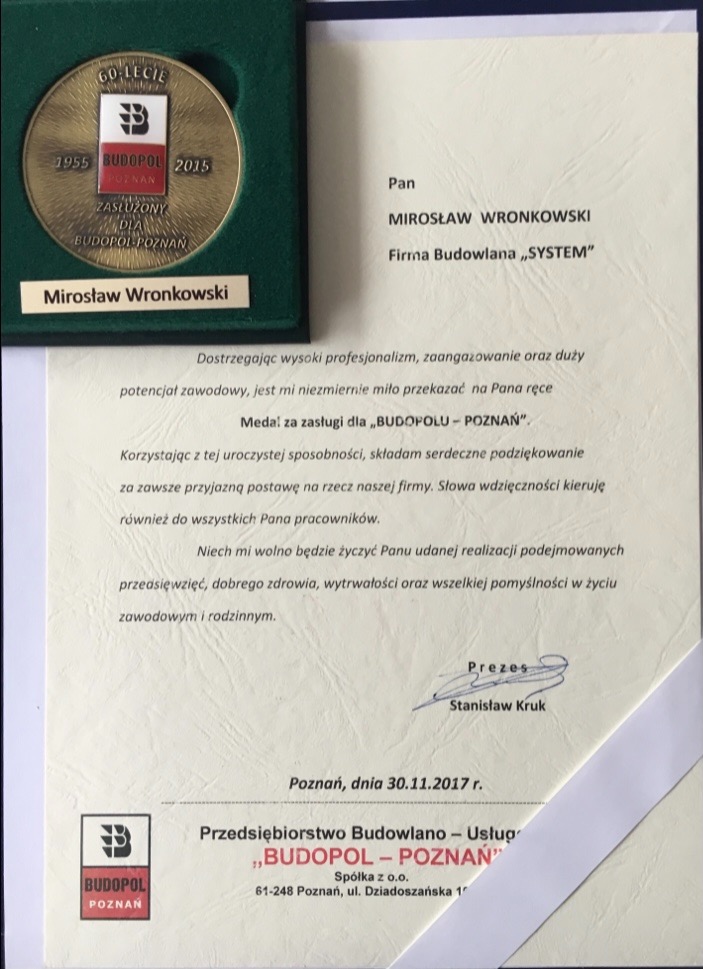 60-LECIE
B
1955 BUDOPOL 2015
POZNAŃ
ZASŁUŻONY
DLA
BUDOPOL-POZNAŃ
Mirosław Wronkowski
Pan
MIROSŁAW WRONKOWSKI
Firma Budowlana „SYSTEM”
Dostrzegając wysoki profesjonalizm, zaangażowanie oraz duży
potencjał zawodowy, jest mi niezmiernie miło przekazać na Pana ręce
Medal za zasługi dla „BUDOPOLU – POZNAŃ”.
Korzystając z tej uroczystej sposobności, składam serdeczne podziękowanie
za zawsze przyjazną postawę na rzecz naszej firmy. Słowa wdzięczności kieruję
również do wszystkich Pana pracowników.
Niech mi wolno będzie życzyć Panu udanej realizacji podejmowanych
przedsięwzięć, dobrego zdrowia, wytrwałości oraz wszelkiej pomyślności w życiu
zawodowym i rodzinnym.
Prezes
Stanisław Kruk
Poznań, dnia 30.11.2017 r.
Przedsiębiorstwo Budowlano – Usług
„BUDOPOL – POZNAŃ”
Spółka z o.o.
61-248 Poznań, ul. Dziadoszańska
B
BUDOPOL
POZNAŃ